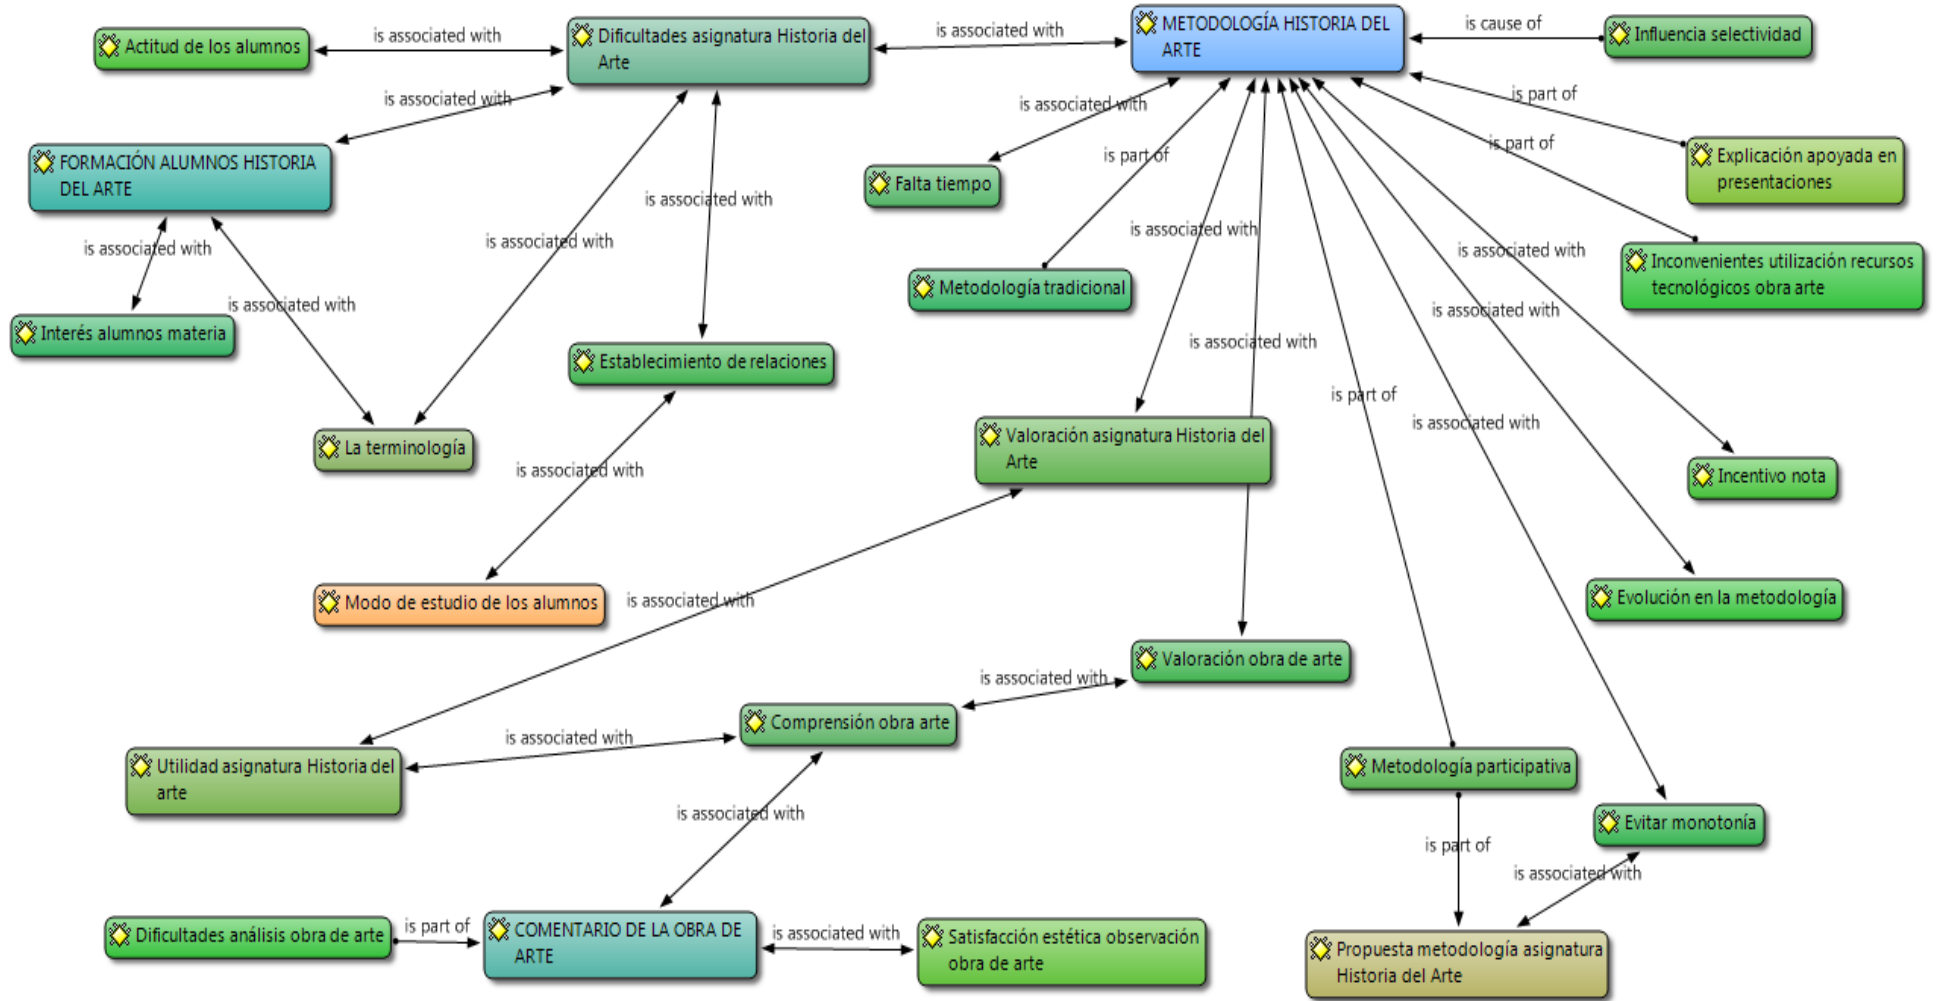 Actitud de los alumnos
is associated with
Dificultades asignatura Historia del
Arte
is associated with
METODOLOGÍA HISTORIA DEL
ARTE
is cause of
Influencia selectividad
is associated with
FORMACIÓN ALUMNOS HISTORIA
DEL ARTE
is associated with
is part of
Explicación apoyada en
presentaciones
is part of
Falta tiempo
is part of
is associated with
is associated with
is associated with
is associated with
is associated with
Inconvenientes utilización recursos
tecnológicos obra arte
Metodología tradicional
is associated with
is associated with
Interés alumnos materia
is associated with
Establecimiento de relaciones
is associated with
is part of
is associated with
La terminología
Valoración asignatura Historia del
Arte
Incentivo nota
is associated with
Modo de estudio de los alumnos
is associated with
Evolución en la metodología
Valoración obra de arte
is associated with
Comprensión obra arte
is associated with
Utilidad asignatura Historia del
arte
Metodología participativa
is associated with
Evitar monotonía
is part of
is associated with
Dificultades análisis obra de arte
is part of
COMENTARIO DE LA OBRA DE
ARTE
is associated with
Satisfacción estética observación
obra de arte
Propuesta metodología asignatura
Historia del Arte